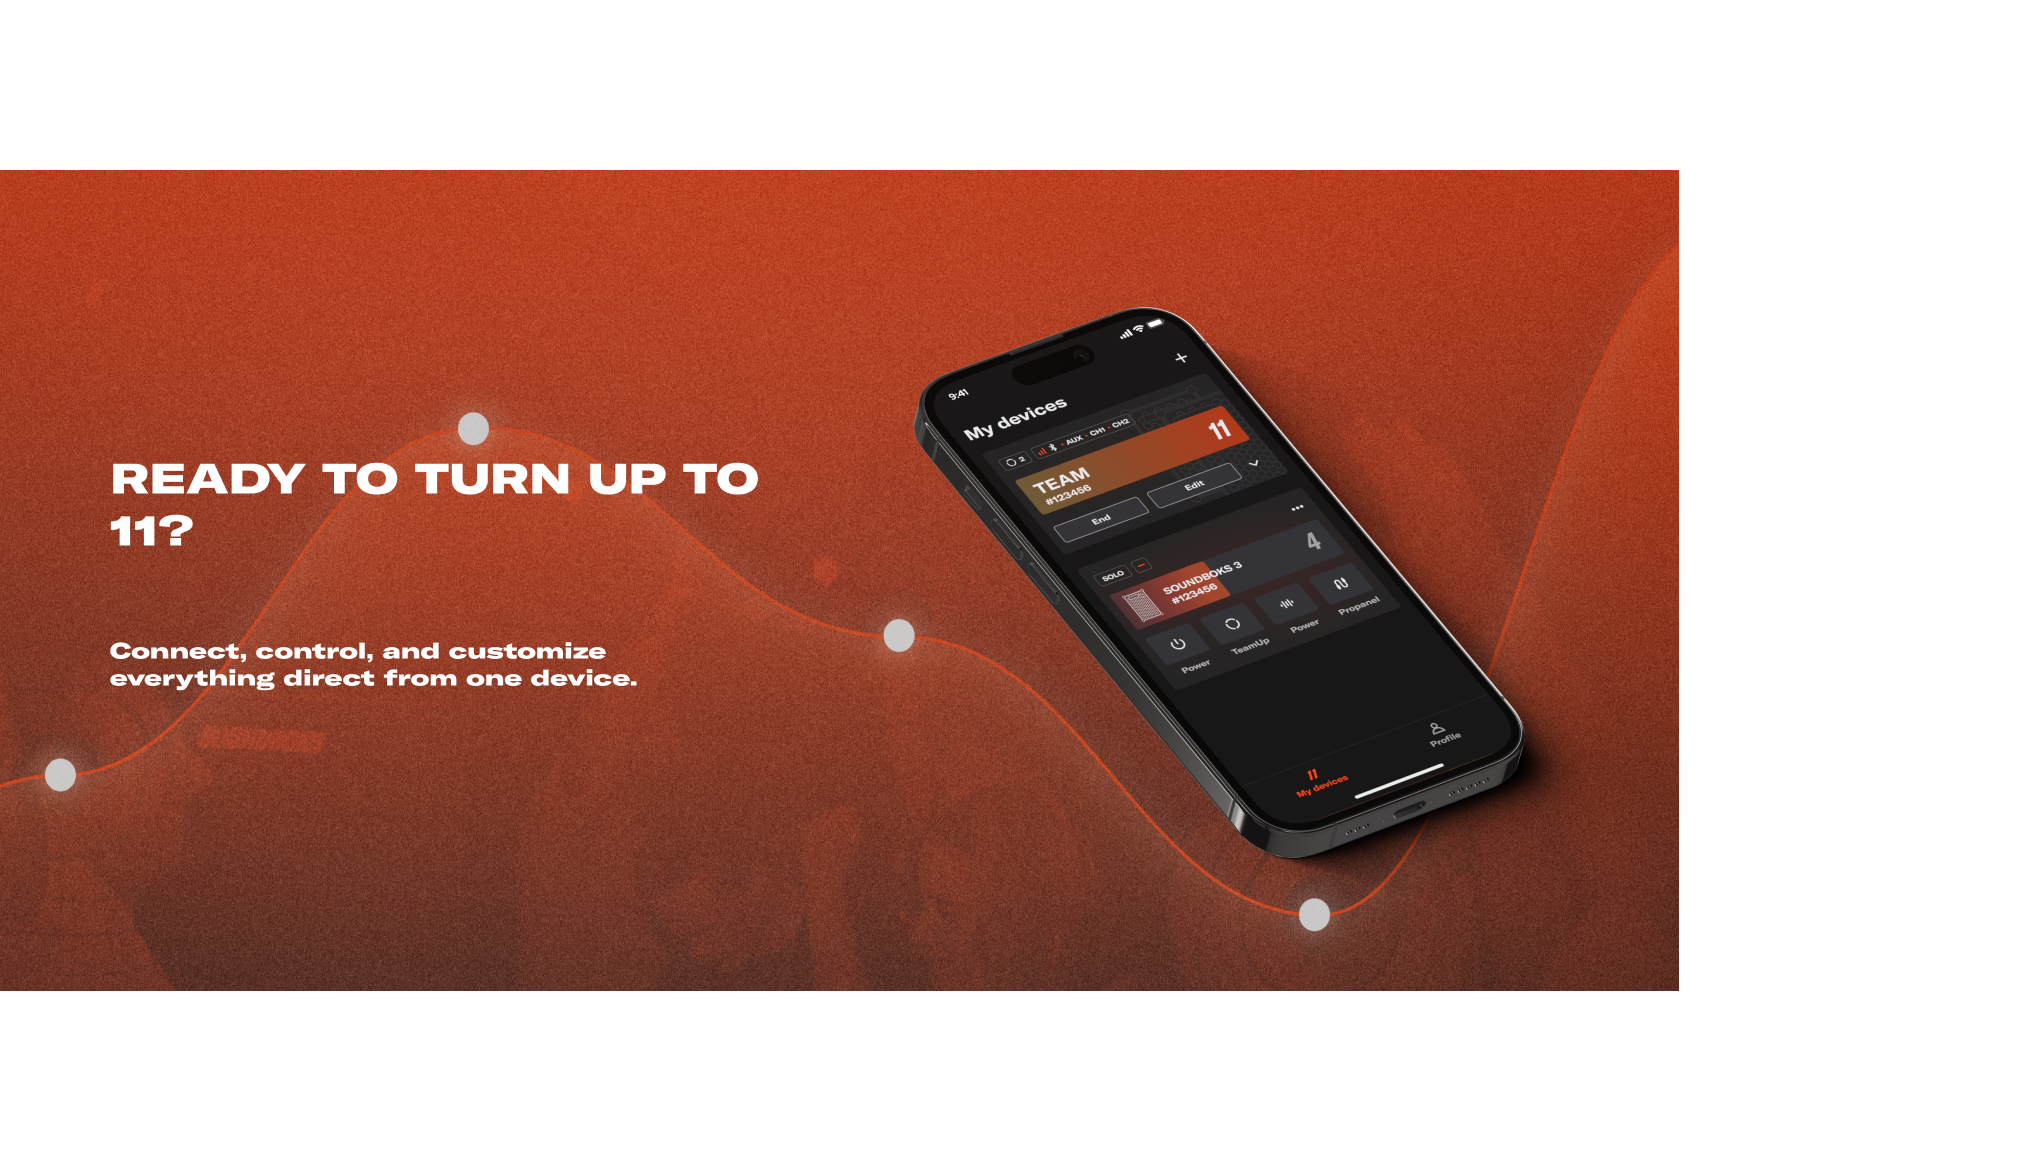 READY TO TURN UP TO
11?
Connect, control, and customize
everything direct from one device.
9:41
My devices
2
AUX • CH1 • CH2
TEAM
#123456
11
End
Edit
SOLO
SOUNDBOKS 3
#123456
4
Power
TeamUp
Power
Propanel
My devices
Profile